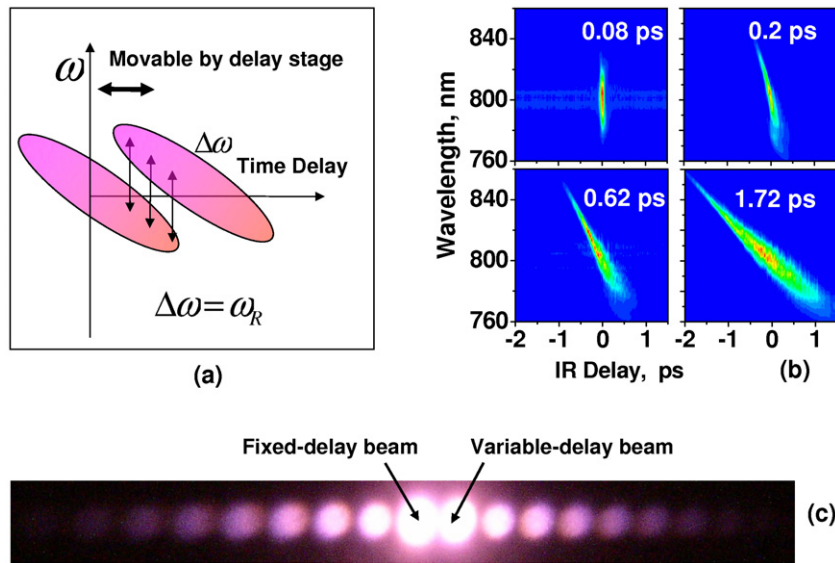 (a)
ω
Movable by delay stage
Δω
Time Delay
Δω = ω_R
(a)
Wavelength, nm
840
800
760
840
800
760
0.08 ps
0.2 ps
0.62 ps
1.72 ps
-2 -1 0 1 -2 -1 0 1
IR Delay, ps
(b)
Fixed-delay beam
Variable-delay beam
(c)